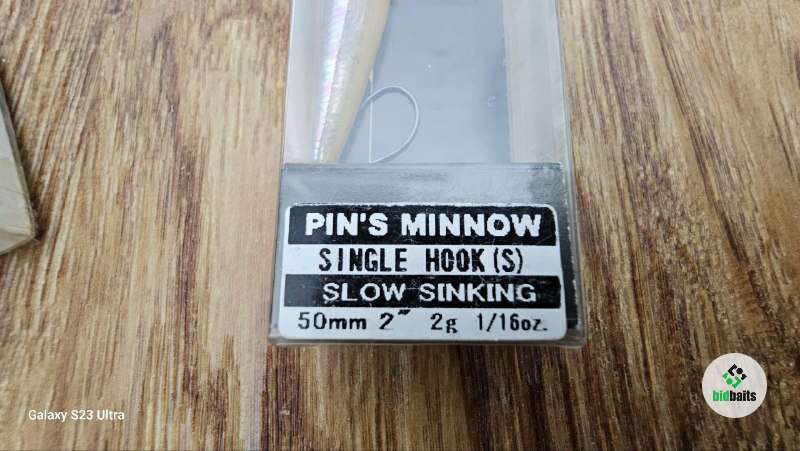 PIN'S MINNOW
SINGLE HOOK (S)
SLOW SINKING
50mm 2" 2g 1/16oz.
Galaxy S23 Ultra
bidbaits